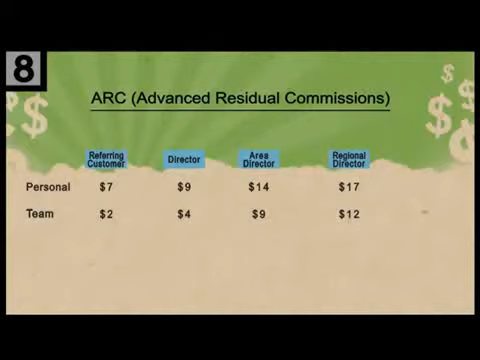 8
ARC (Advanced Residual Commissions)
Referring Customer Director Area Director Regional Director
Personal $7 $9 $14 $17
Team $2 $4 $9 $12